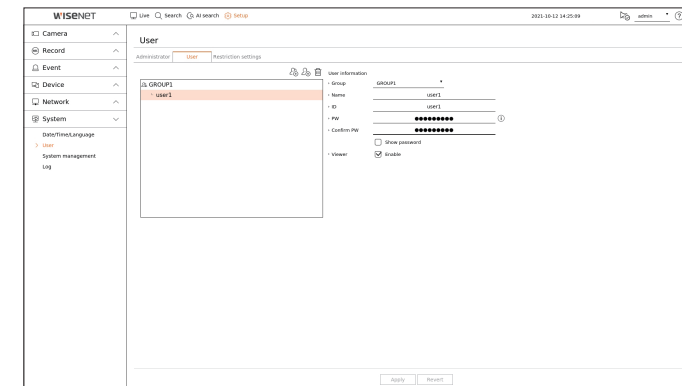 WISENET Live Search AI search Setup 2021-10-12 14:25:09 admin ?
Camera
Record
Event
Device
Network
System
Date/Time/Language
> User
System management
Log
User
Administrator User Restriction settings
GROUP1
user1
User information
Group GROUP1
Name user1
ID user1
PW ●●●●●●●●●
Confirm PW ●●●●●●●●●
Show password
Viewer Enable
Apply Revert